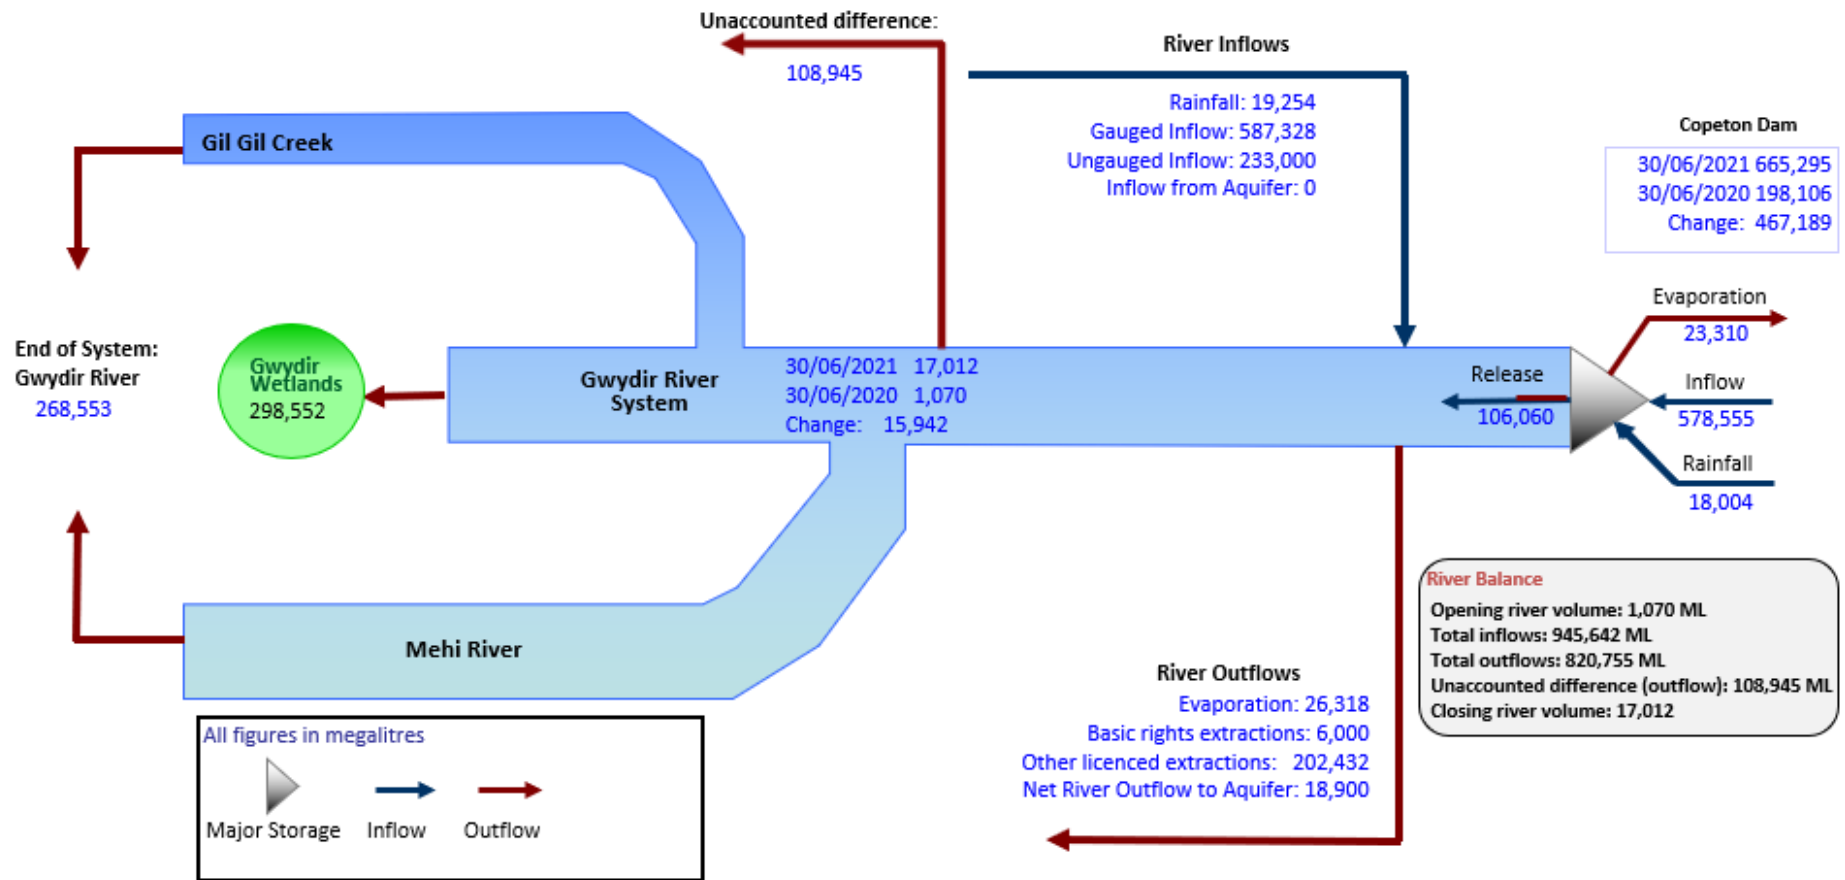 Unaccounted difference:
108,945
River Inflows
Rainfall: 19,254
Gauged Inflow: 587,328
Ungauged Inflow: 233,000
Inflow from Aquifer: 0
Copeton Dam
30/06/2021 665,295
30/06/2020 198,106
Change: 467,189
Gil Gil Creek
Evaporation
23,310
End of System:
Gwydir River
268,553
Gwydir
Wetlands
298,552
Gwydir River
System
30/06/2021 17,012
30/06/2020 1,070
Change: 15,942
Release
106,060
Inflow
578,555
Rainfall
18,004
Mehi River
River Balance
Opening river volume: 1,070 ML
Total inflows: 945,642 ML
Total outflows: 820,755 ML
Unaccounted difference (outflow): 108,945 ML
Closing river volume: 17,012
River Outflows
Evaporation: 26,318
Basic rights extractions: 6,000
Other licenced extractions: 202,432
Net River Outflow to Aquifer: 18,900
All figures in megalitres
Major Storage
Inflow
Outflow